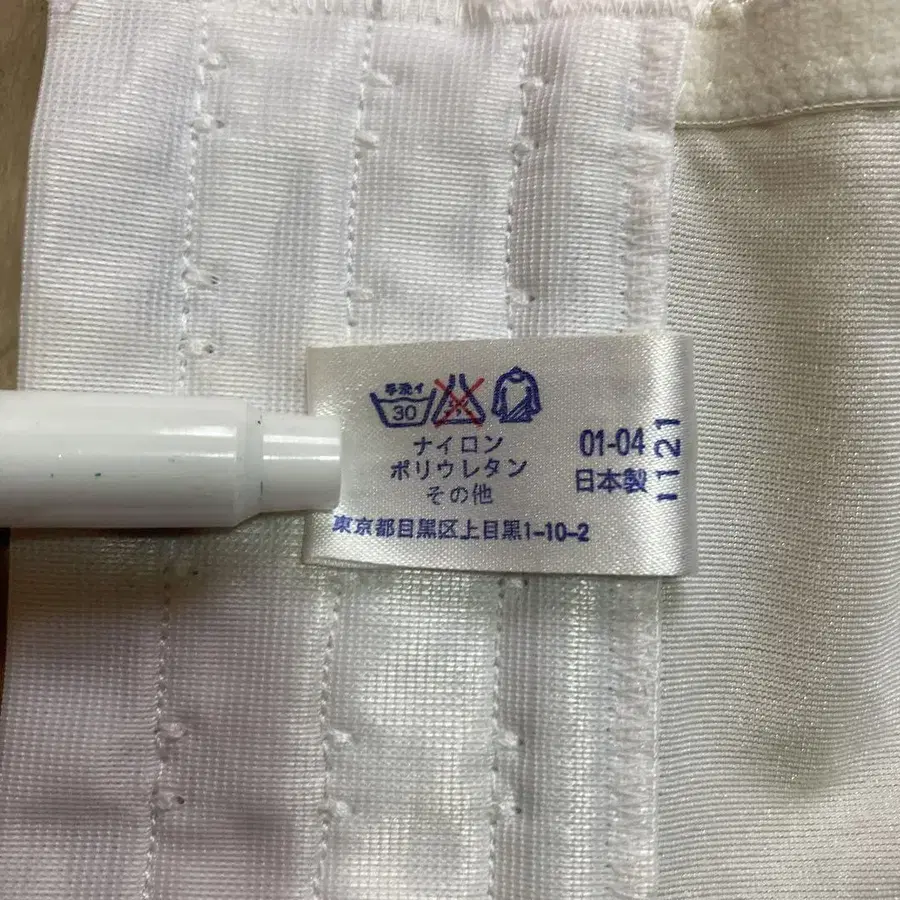 手洗イ
30
ナイロン
ポリウレタン
その他
01-04
日本製
1121
東京都目黒区上目黒1-10-2